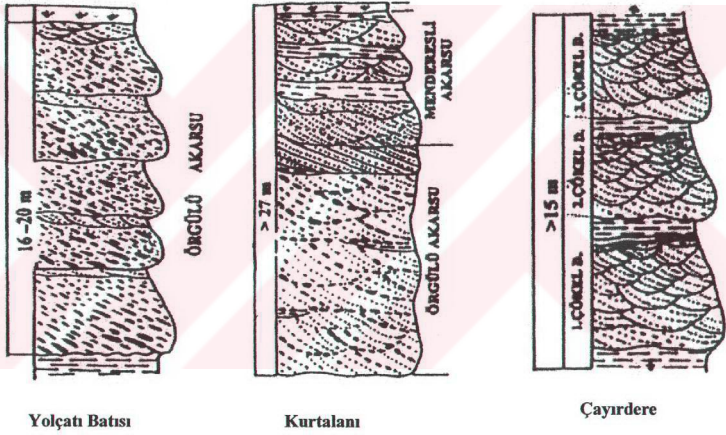 16-20 m
ÖRGÜLÜ AKARSU
Yolçatı Batısı
> 27 m
MENDERESLİ
AKARSU
ÖRGÜLÜ AKARSU
Kurtalanı
>15 m
1.ÇÖKEL B.
2.ÇÖKEL B.
3.ÇÖKEL B.
Çayırdere